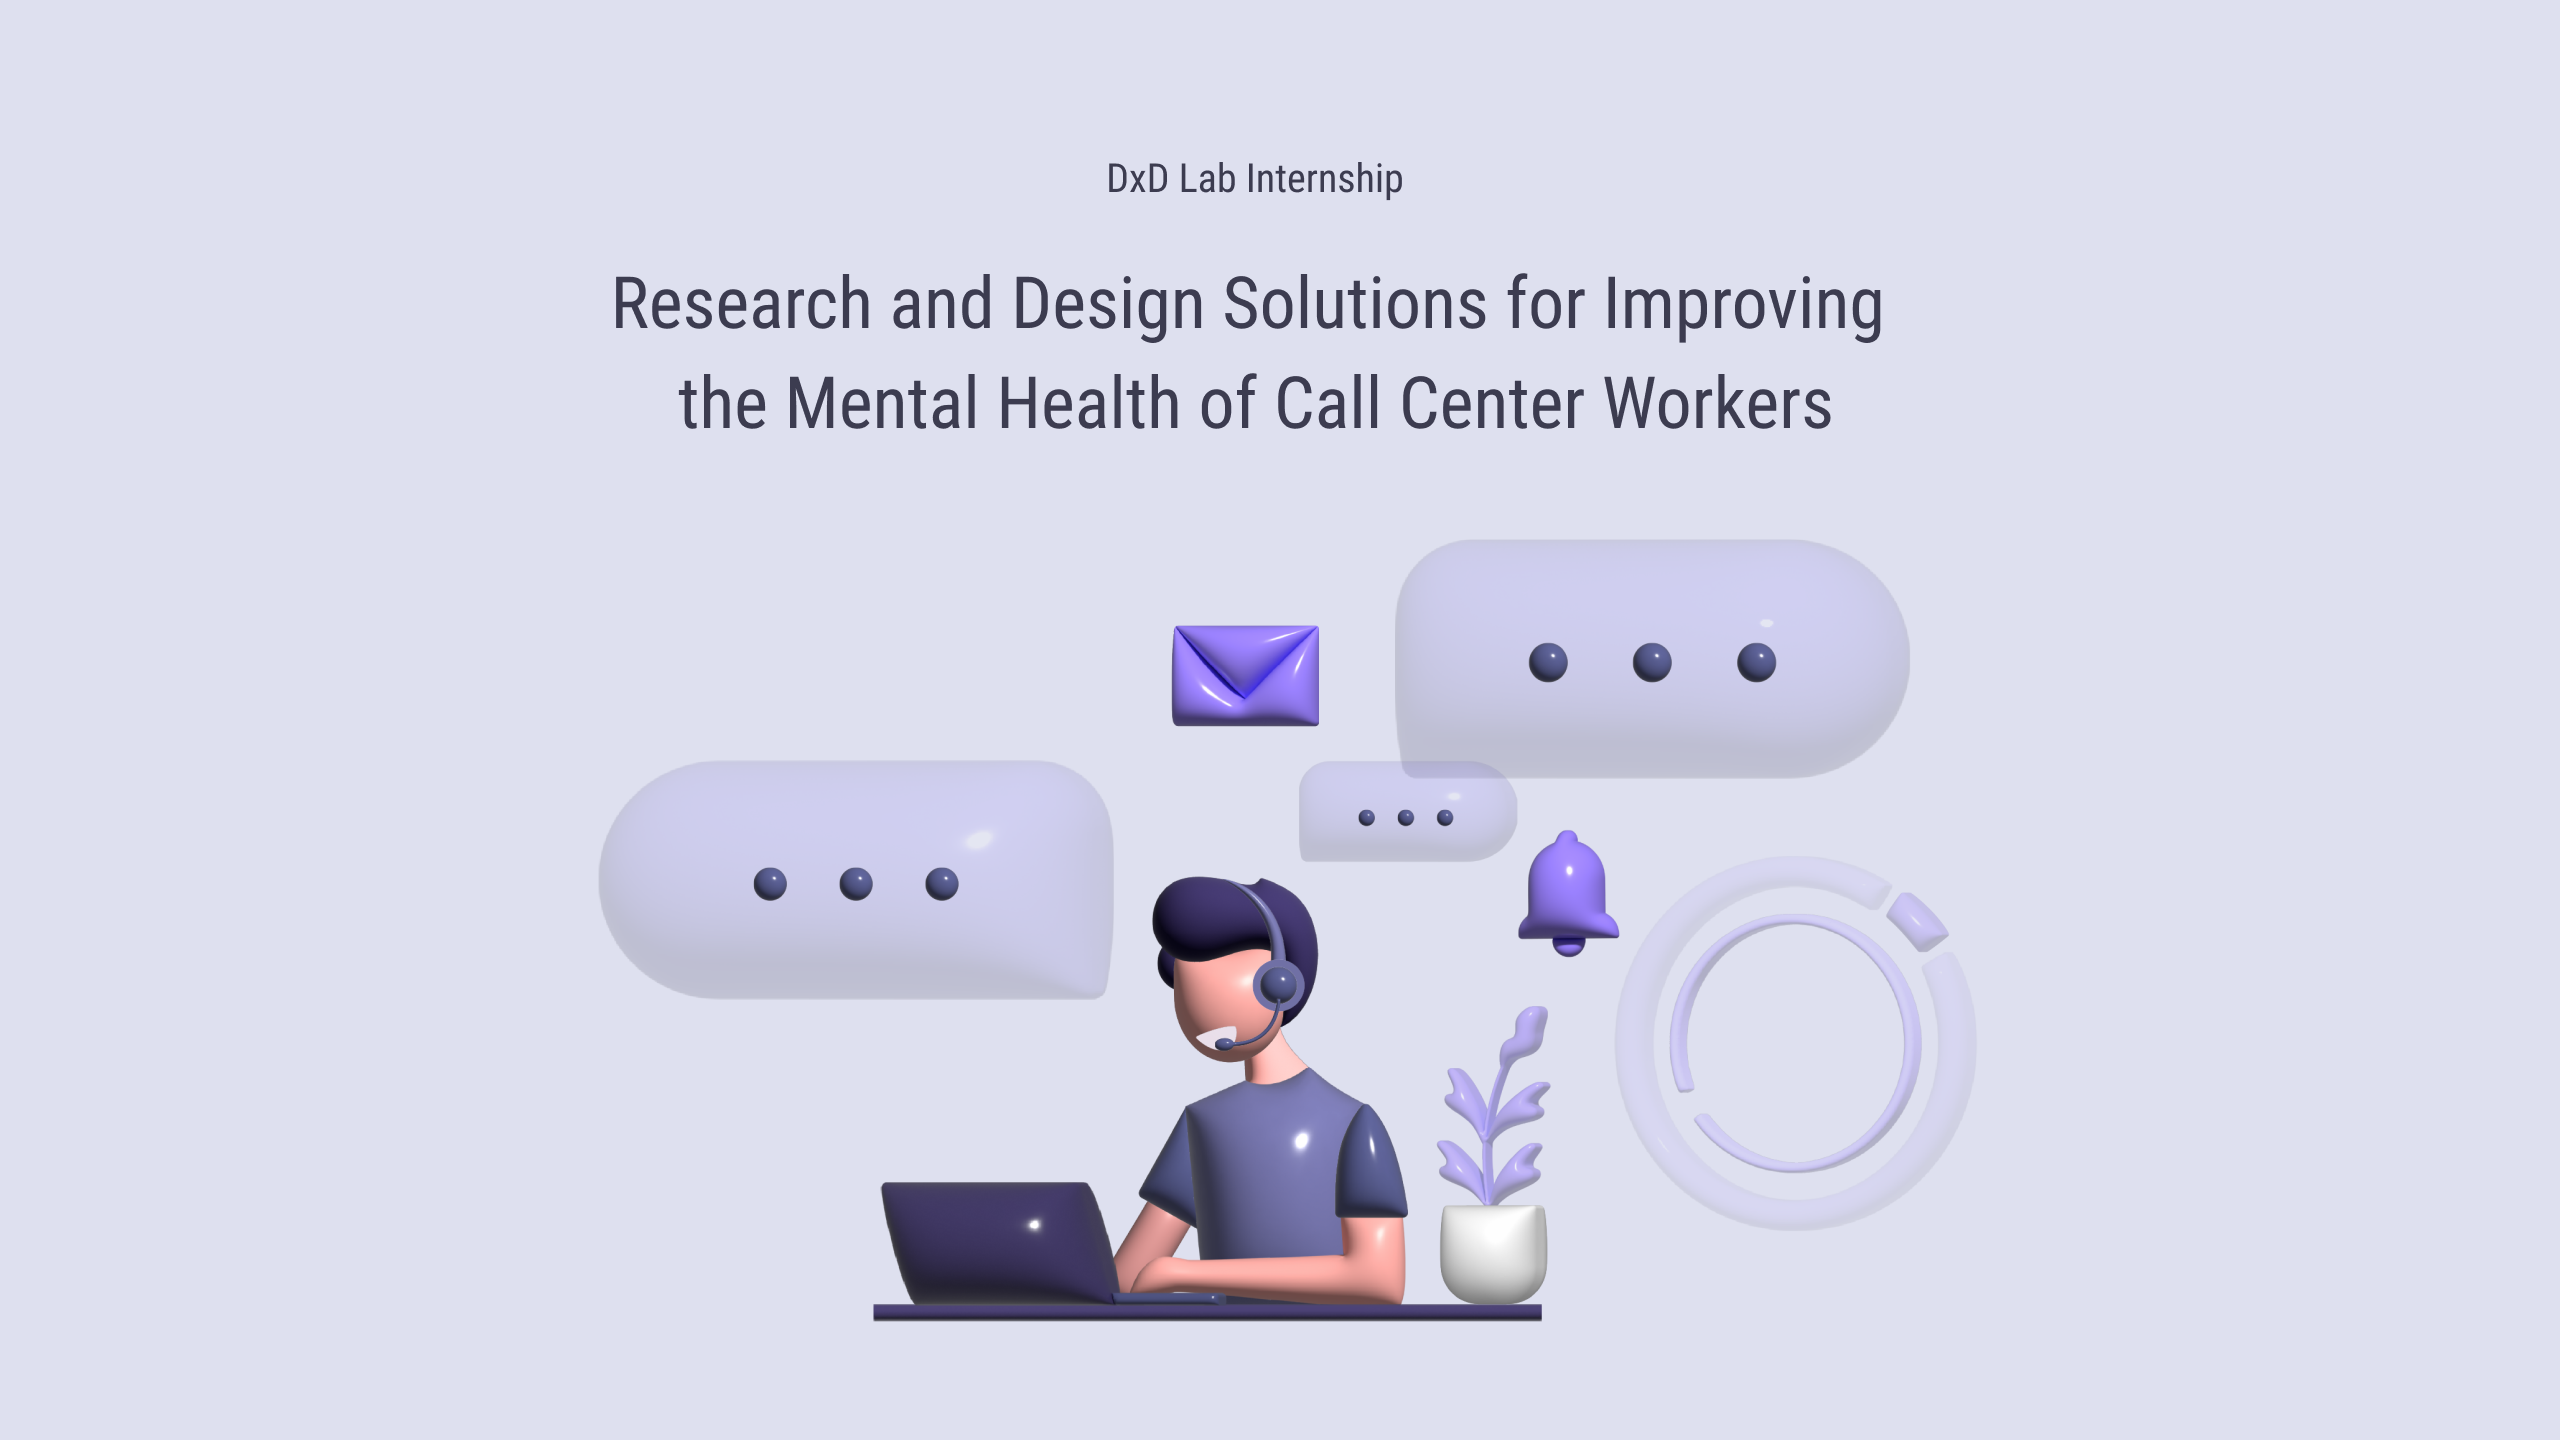 DxD Lab Internship
Research and Design Solutions for Improving
the Mental Health of Call Center Workers